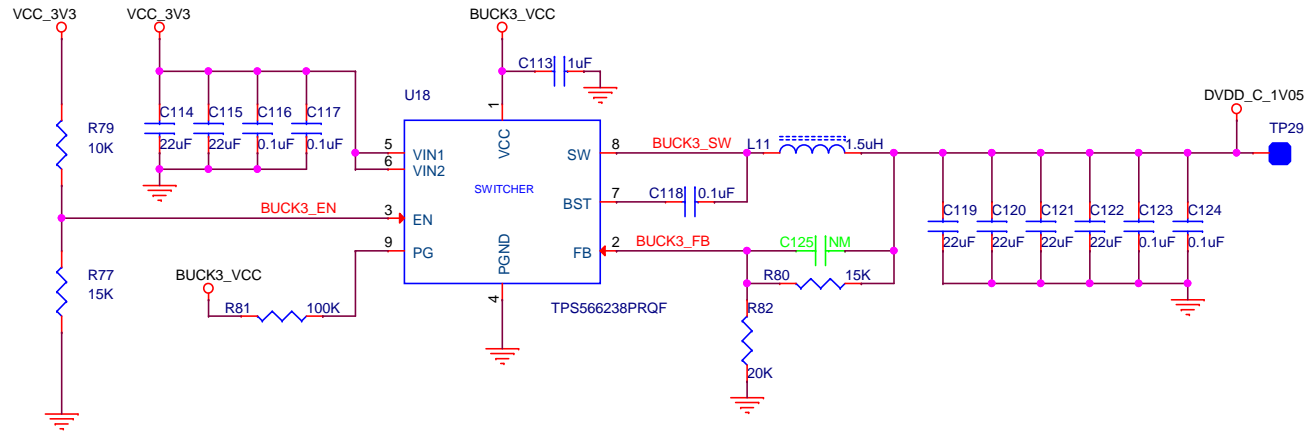 VCC_3V3
VCC_3V3
BUCK3_VCC
C113
1uF
U18
DVDD_C_1V05
TP29
R79
10K
C114
C115
C116
C117
22uF
22uF
0.1uF
0.1uF
1
VCC
5
VIN1
6
VIN2
SW
8
BUCK3_SW
L11
1.5uH
SWITCHER
BST
7
C118
0.1uF
BUCK3_EN
3
EN
C119
C120
C121
C122
C123
C124
22uF
22uF
22uF
22uF
0.1uF
0.1uF
9
PG
PGND
4
FB
2
BUCK3_FB
C125
NM
R80
15K
R77
15K
BUCK3_VCC
R81
100K
TPS566238PRQF
R82
20K